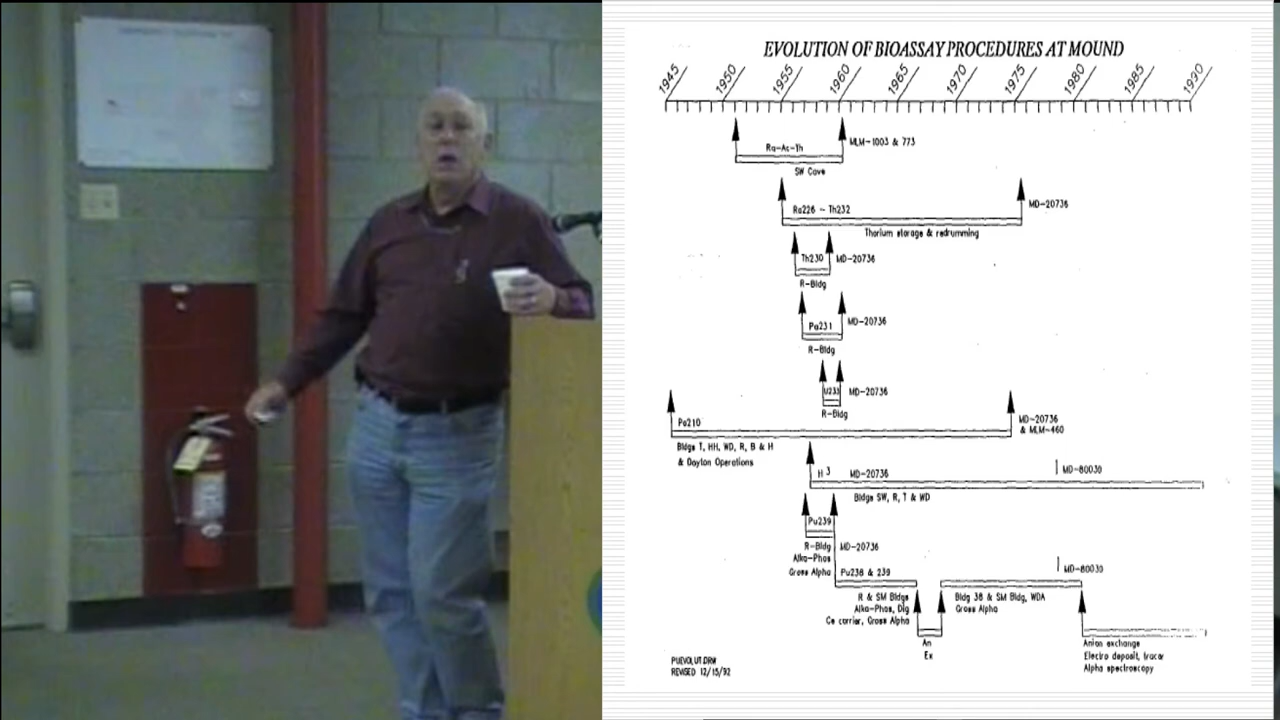 EVOLUTION OF BIOASSAY PROCEDURES AT MOUND
1945 1950 1955 1960 1965 1970 1975 1980 1985 1990
Ra-Ac-Th
MLM-1003 & 773
SW Cave
Ra226 - Th232
MD-20736
Thorium storage & redrumming
Th230
MD-20736
R-Bldg
Pa231
MD-20736
R-Bldg
U233
MD-20736
R-Bldg
Po210
MD-20736
& MLM-460
Bldgs T, HH, WD, R, B & H
& Dayton Operations
H 3
MD-20736
MD-80030
Bldgs SW, R, T & WD
Pu239
R-Bldg
Alka-Phos
Gross Alpha
MD-20736
Pu238 & 239
MD-80030
R & SM Bldgs
Alka-Phos, Dig
Ce carrier, Gross Alpha
Bldg 38 & SM Bldg, WDA
Gross Alpha
An
Ex
Anion exchange
Electro deposit, tracer
Alpha spectroscopy
PUEVOLUT.DRW
REVISED 12/15/92